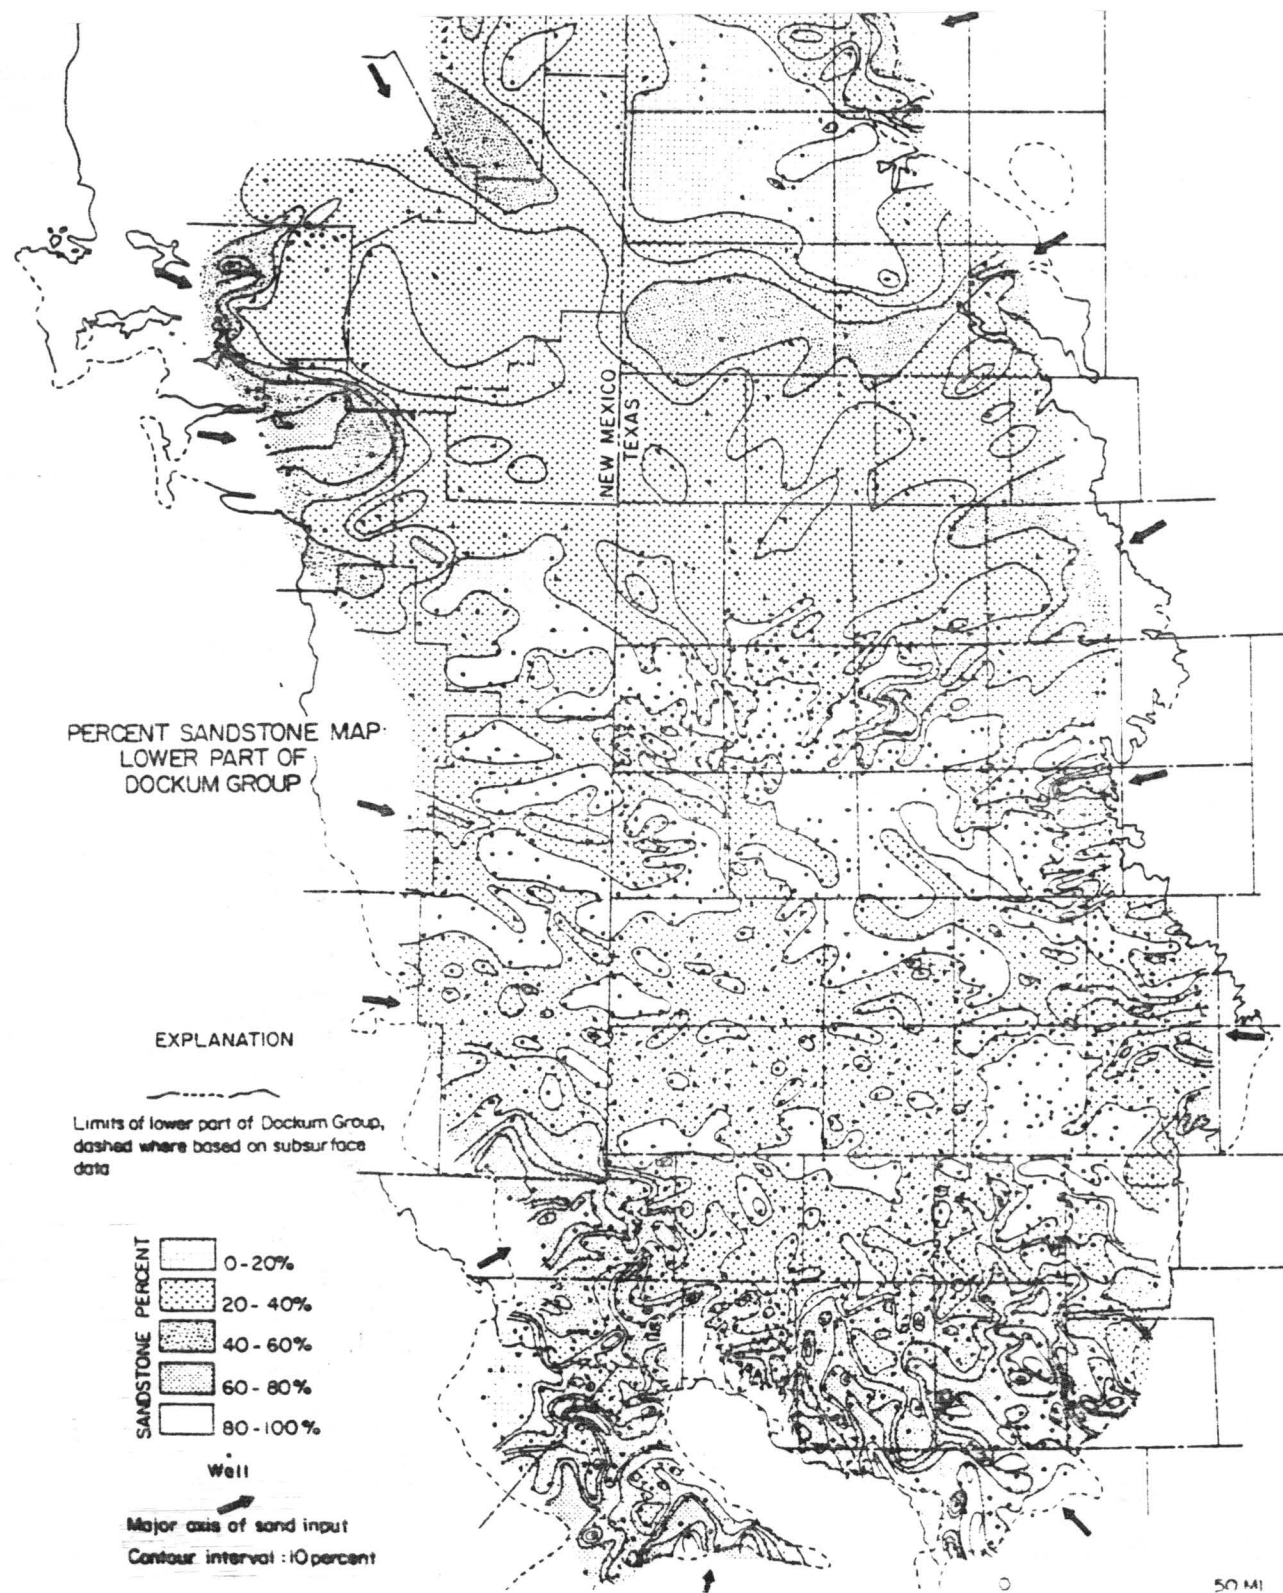 NEW MEXICO
TEXAS
PERCENT SANDSTONE MAP
LOWER PART OF
DOCKUM GROUP
EXPLANATION
Limits of lower part of Dockum Group,
dashed where based on subsurface
data
SANDSTONE PERCENT
0-20%
20-40%
40-60%
60-80%
80-100%
Well
Major axis of sand input
Contour interval : 10 percent
0 50 MI